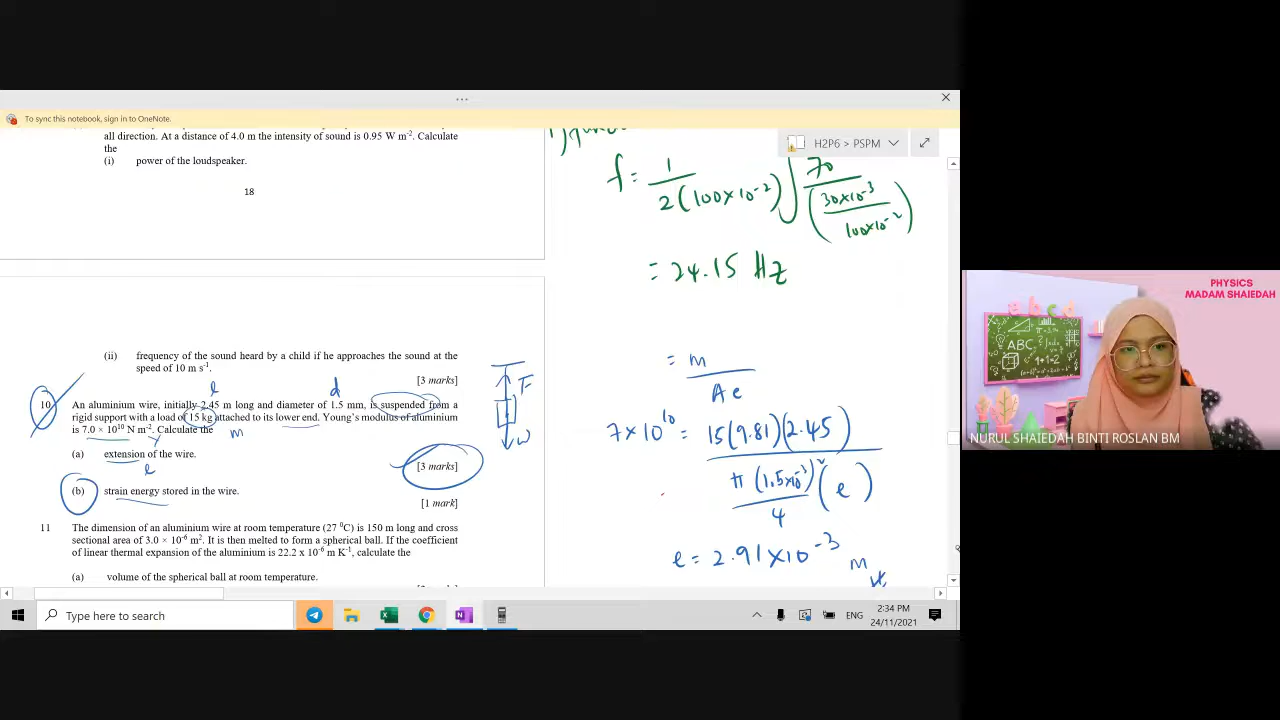 To sync this notebook, sign in to OneNote.
H2P6 > PSPM
all direction. At a distance of 4.0 m the intensity of sound is 0.95 W m⁻². Calculate
the
(i) power of the loudspeaker.
18
f = 1 / 2(100×10⁻²) √ 70 / (30×10⁻³ / 100×10⁻²)
= 24.15 Hz
(ii) frequency of the sound heard by a child if he approaches the sound at the
speed of 10 m s⁻¹.
[3 marks]
l
d
10 An aluminium wire, initially 2.45 m long and diameter of 1.5 mm, is suspended from a
rigid support with a load of 15 kg attached to its lower end. Young's modulus of aluminium
is 7.0 × 10¹⁰ N m⁻². Calculate the
Y
m
F
W
(a) extension of the wire.
e
[3 marks]
(b) strain energy stored in the wire.
[1 mark]
11 The dimension of an aluminium wire at room temperature (27 ⁰C) is 150 m long and cross
sectional area of 3.0 × 10⁻⁶ m². It is then melted to form a spherical ball. If the coefficient
of linear thermal expansion of the aluminium is 22.2 x 10⁻⁶ m K⁻¹, calculate the
(a) volume of the spherical ball at room temperature.
= m / Ae
7×10¹⁰ = 15(9.81)(2.45) / π(1.5×10⁻³)² / 4 (e)
e = 2.91×10⁻³ m
PHYSICS
MADAM SHAIEDAH
ABC
1+1=2
NURUL SHAIEDAH BINTI ROSLAN BM
Type here to search
ENG
2:34 PM
24/11/2021